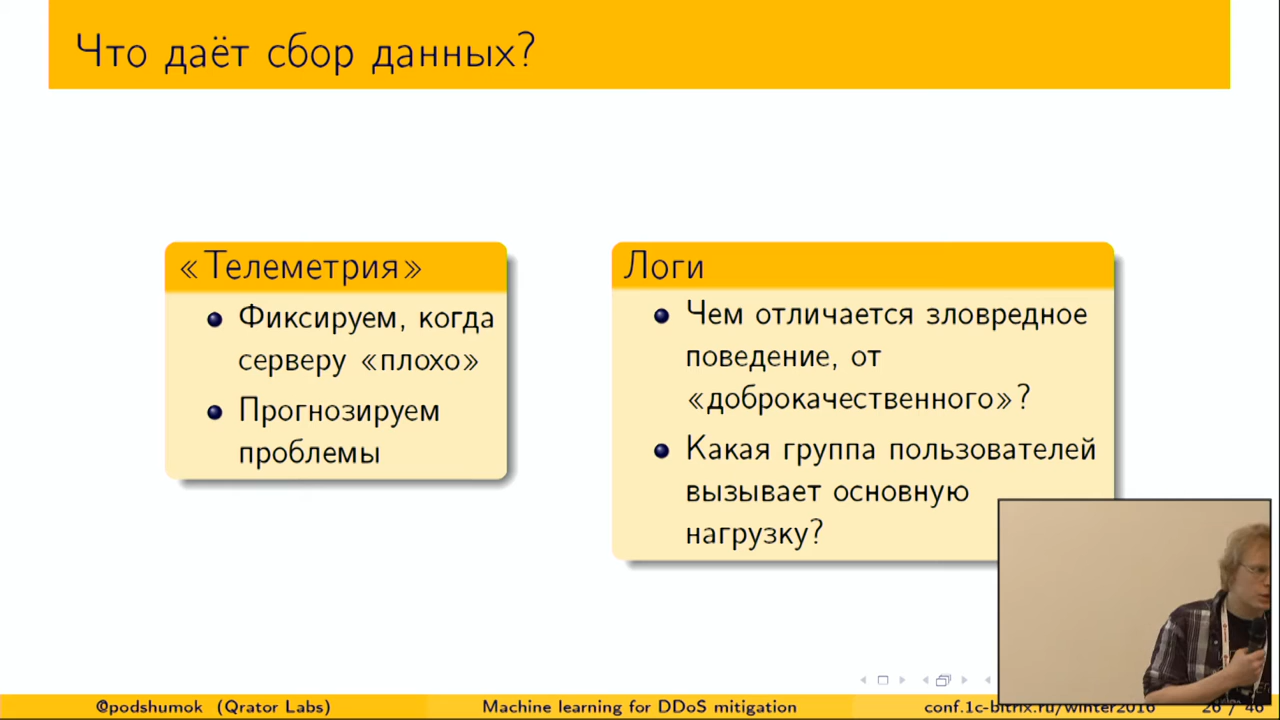 Что даёт сбор данных?
«Телеметрия»
Фиксируем, когда
серверу «плохо»
Прогнозируем
проблемы
Логи
Чем отличается зловредное
поведение, от
«доброкачественного»?
Какая группа пользователей
вызывает основную
нагрузку?
@podshumok (Qrator Labs)
Machine learning for DDoS mitigation
conf.1c-bitrix.ru/winter2016
26 / 46